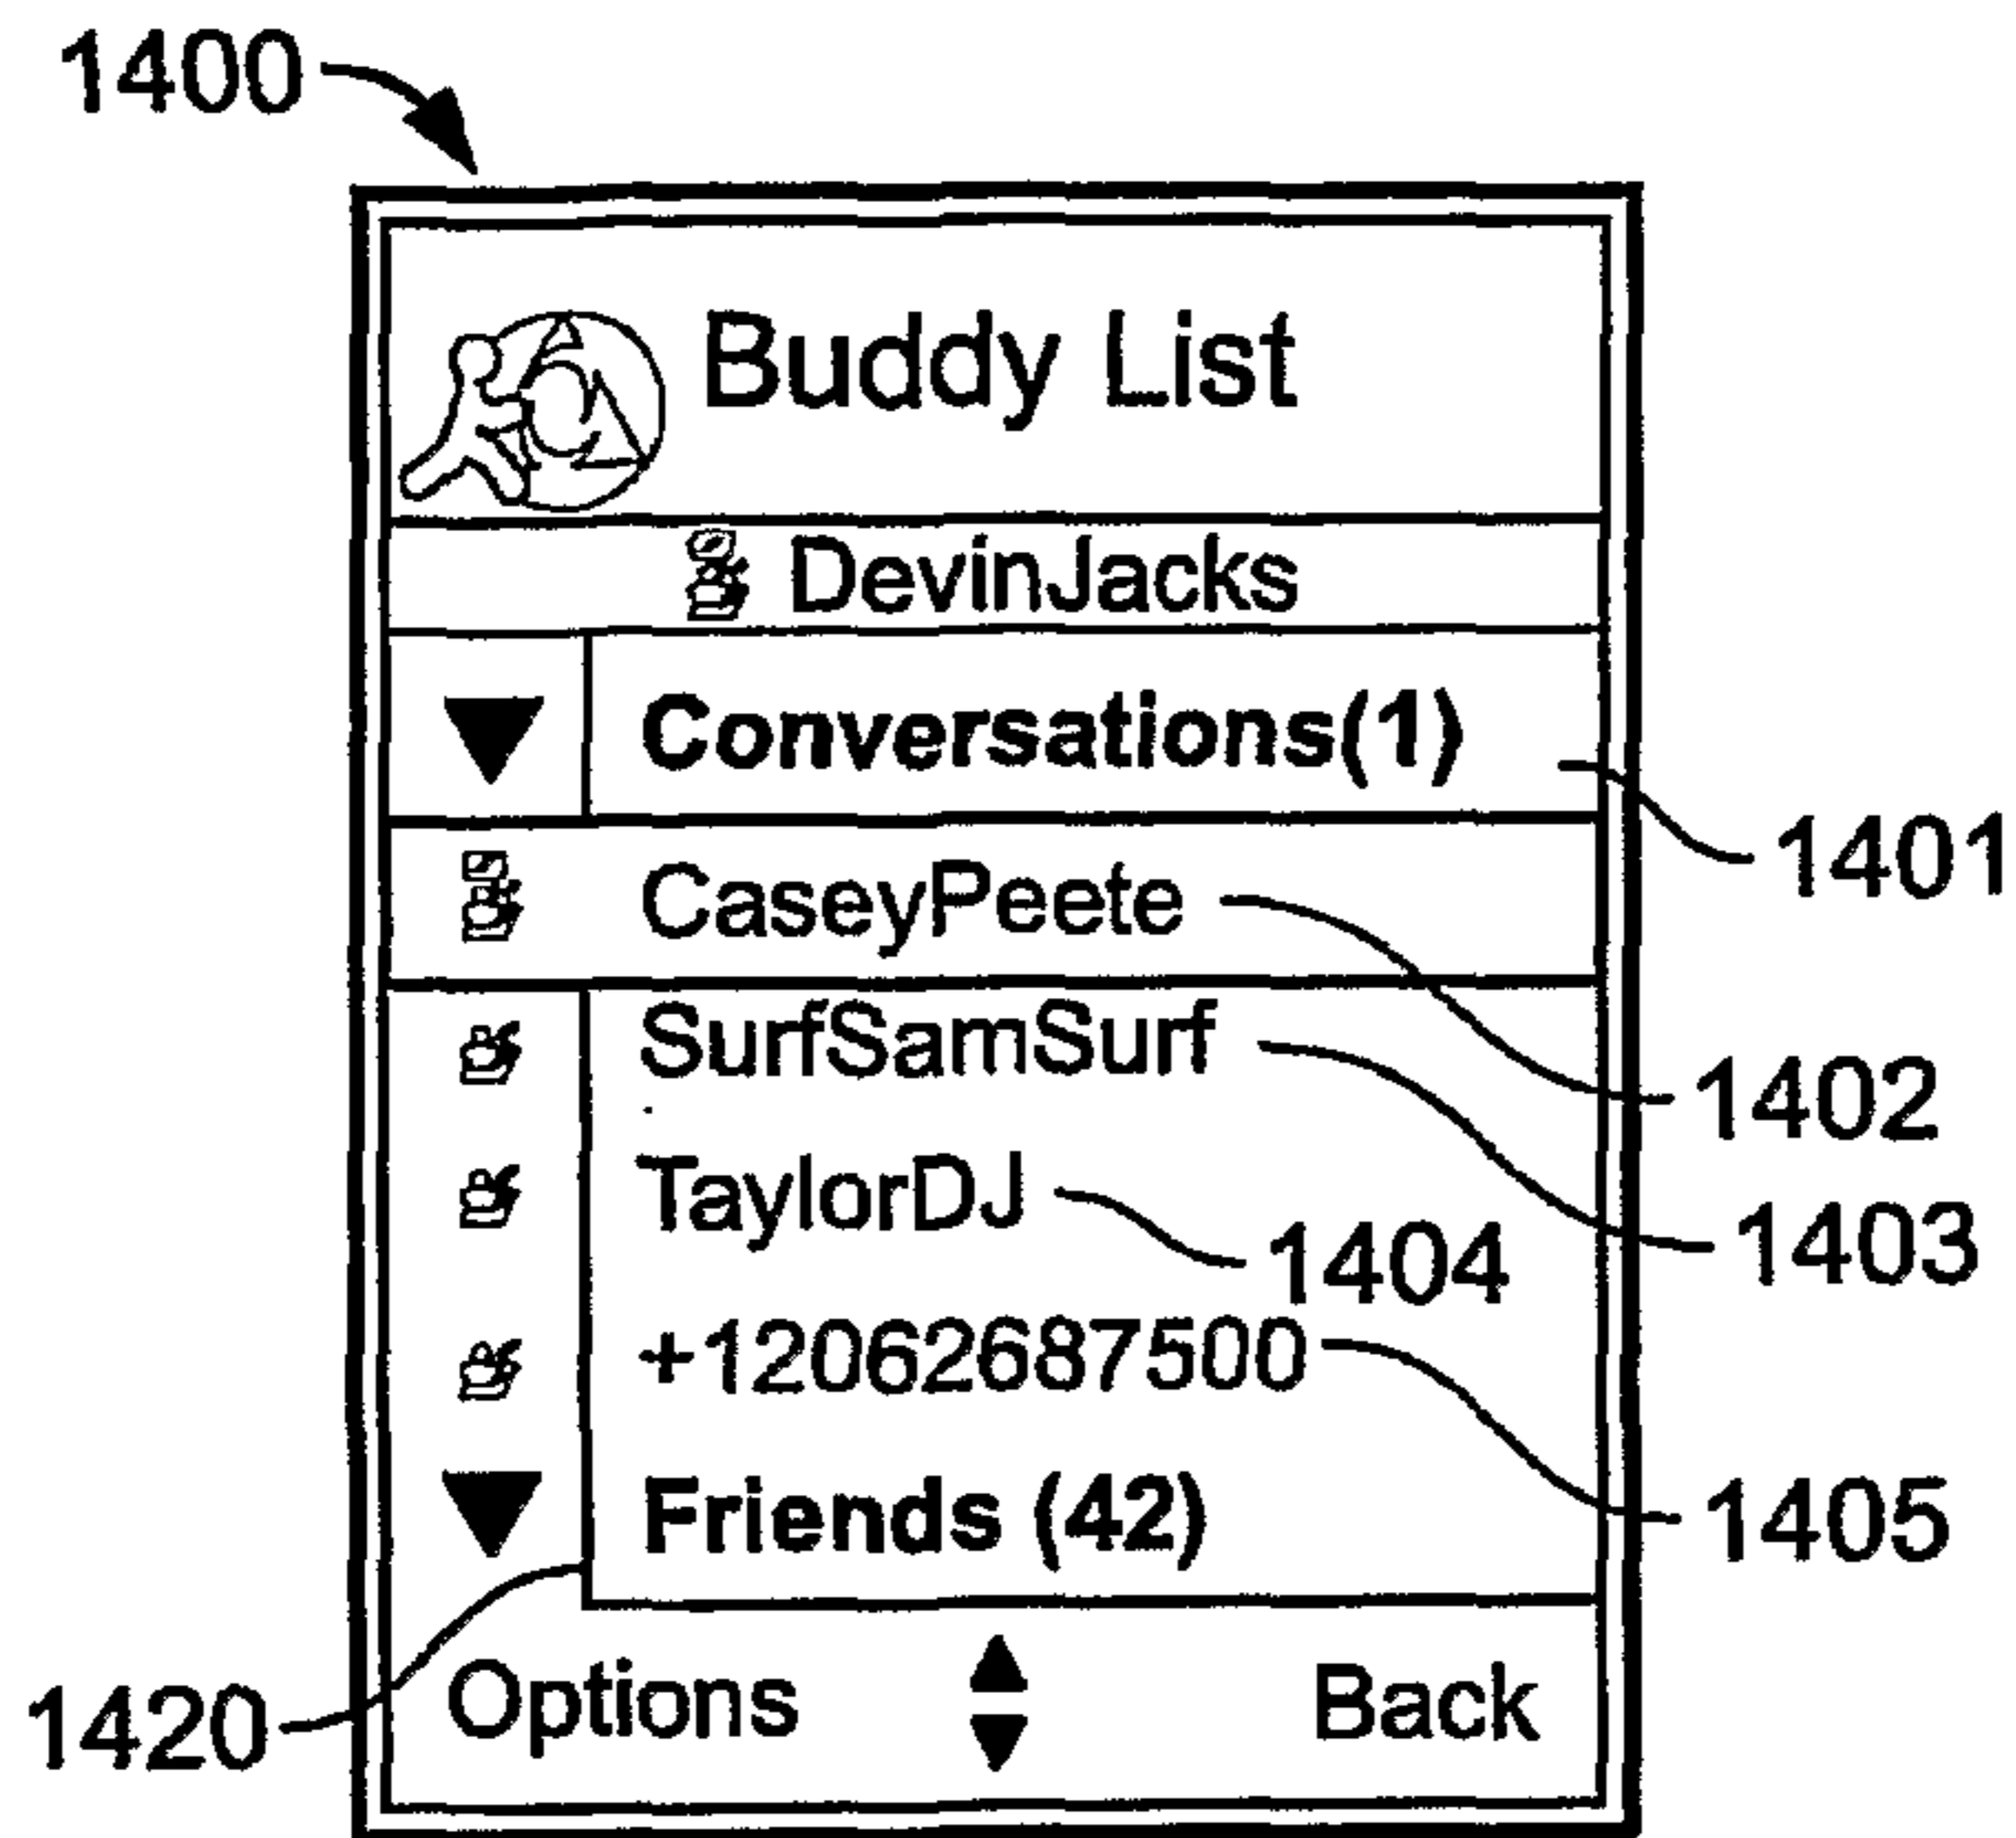 1400
Buddy List
DevinJacks
Conversations(1)
1401
CaseyPeete
1402
SurfSamSurf
1403
TaylorDJ
1404
+12062687500
1405
Friends (42)
1420
Options
Back